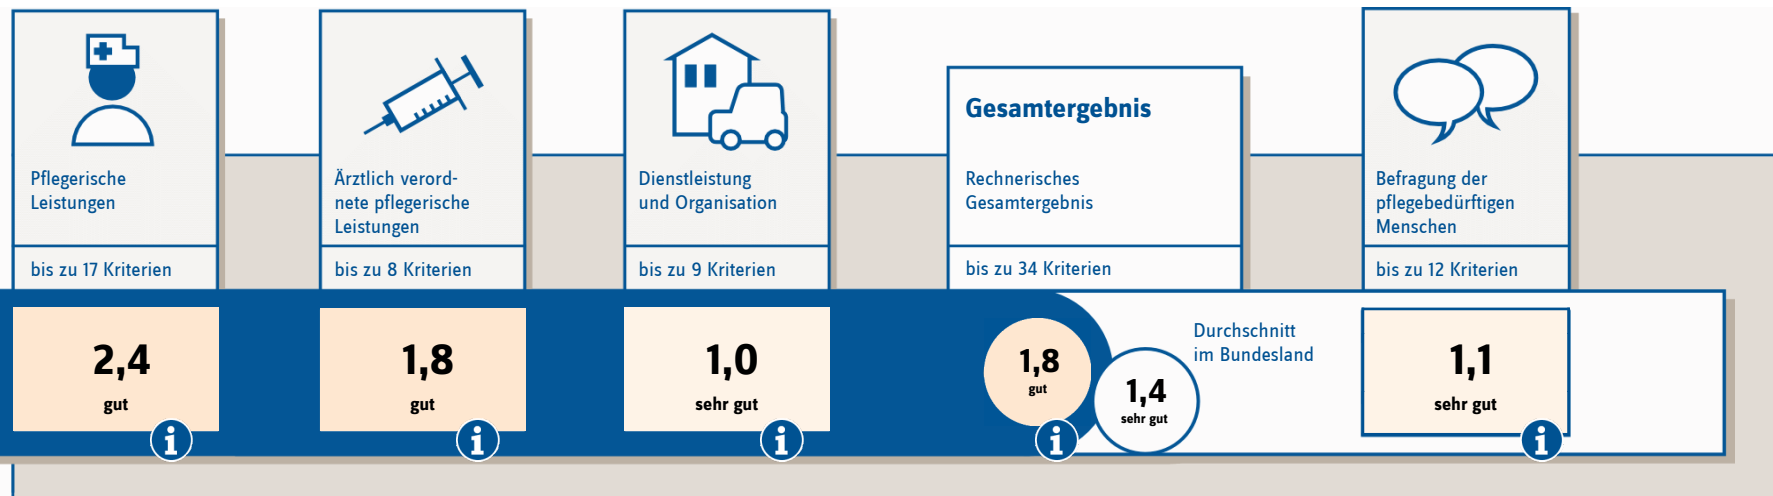 Pflegerische
Leistungen
bis zu 17 Kriterien
2,4
gut
i
Ärztlich verord-
nete pflegerische
Leistungen
bis zu 8 Kriterien
1,8
gut
i
Dienstleistung
und Organisation
bis zu 9 Kriterien
1,0
sehr gut
i
Gesamtergebnis
Rechnerisches
Gesamtergebnis
bis zu 34 Kriterien
1,8
gut
i
1,4
sehr gut
Durchschnitt
im Bundesland
Befragung der
pflegebedürftigen
Menschen
bis zu 12 Kriterien
1,1
sehr gut
i